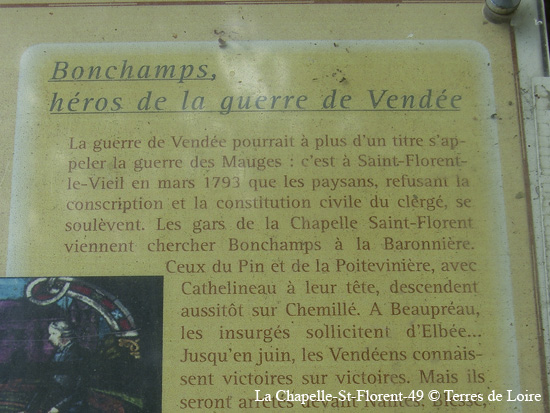 Bonchamps,
héros de la guerre de Vendée
La guerre de Vendée pourrait à plus d'un titre s'ap-
peler la guerre des Mauges : c'est à Saint-Florent-
le-Vieil en mars 1793 que les paysans, refusant la
conscription et la constitution civile du clergé, se
soulèvent. Les gars de la Chapelle Saint-Florent
viennent chercher Bonchamps à la Baronnière.
Ceux du Pin et de la Poitevinière, avec
Cathelineau à leur tête, descendent
aussitôt sur Chemillé. A Beaupréau,
les insurgés sollicitent d'Elbée...
Jusqu'en juin, les Vendéens connais-
sent victoires sur victoires. Mais ils
seront arrêtés devant Nantes.
La Chapelle-St-Florent-49 © Terres de Loire